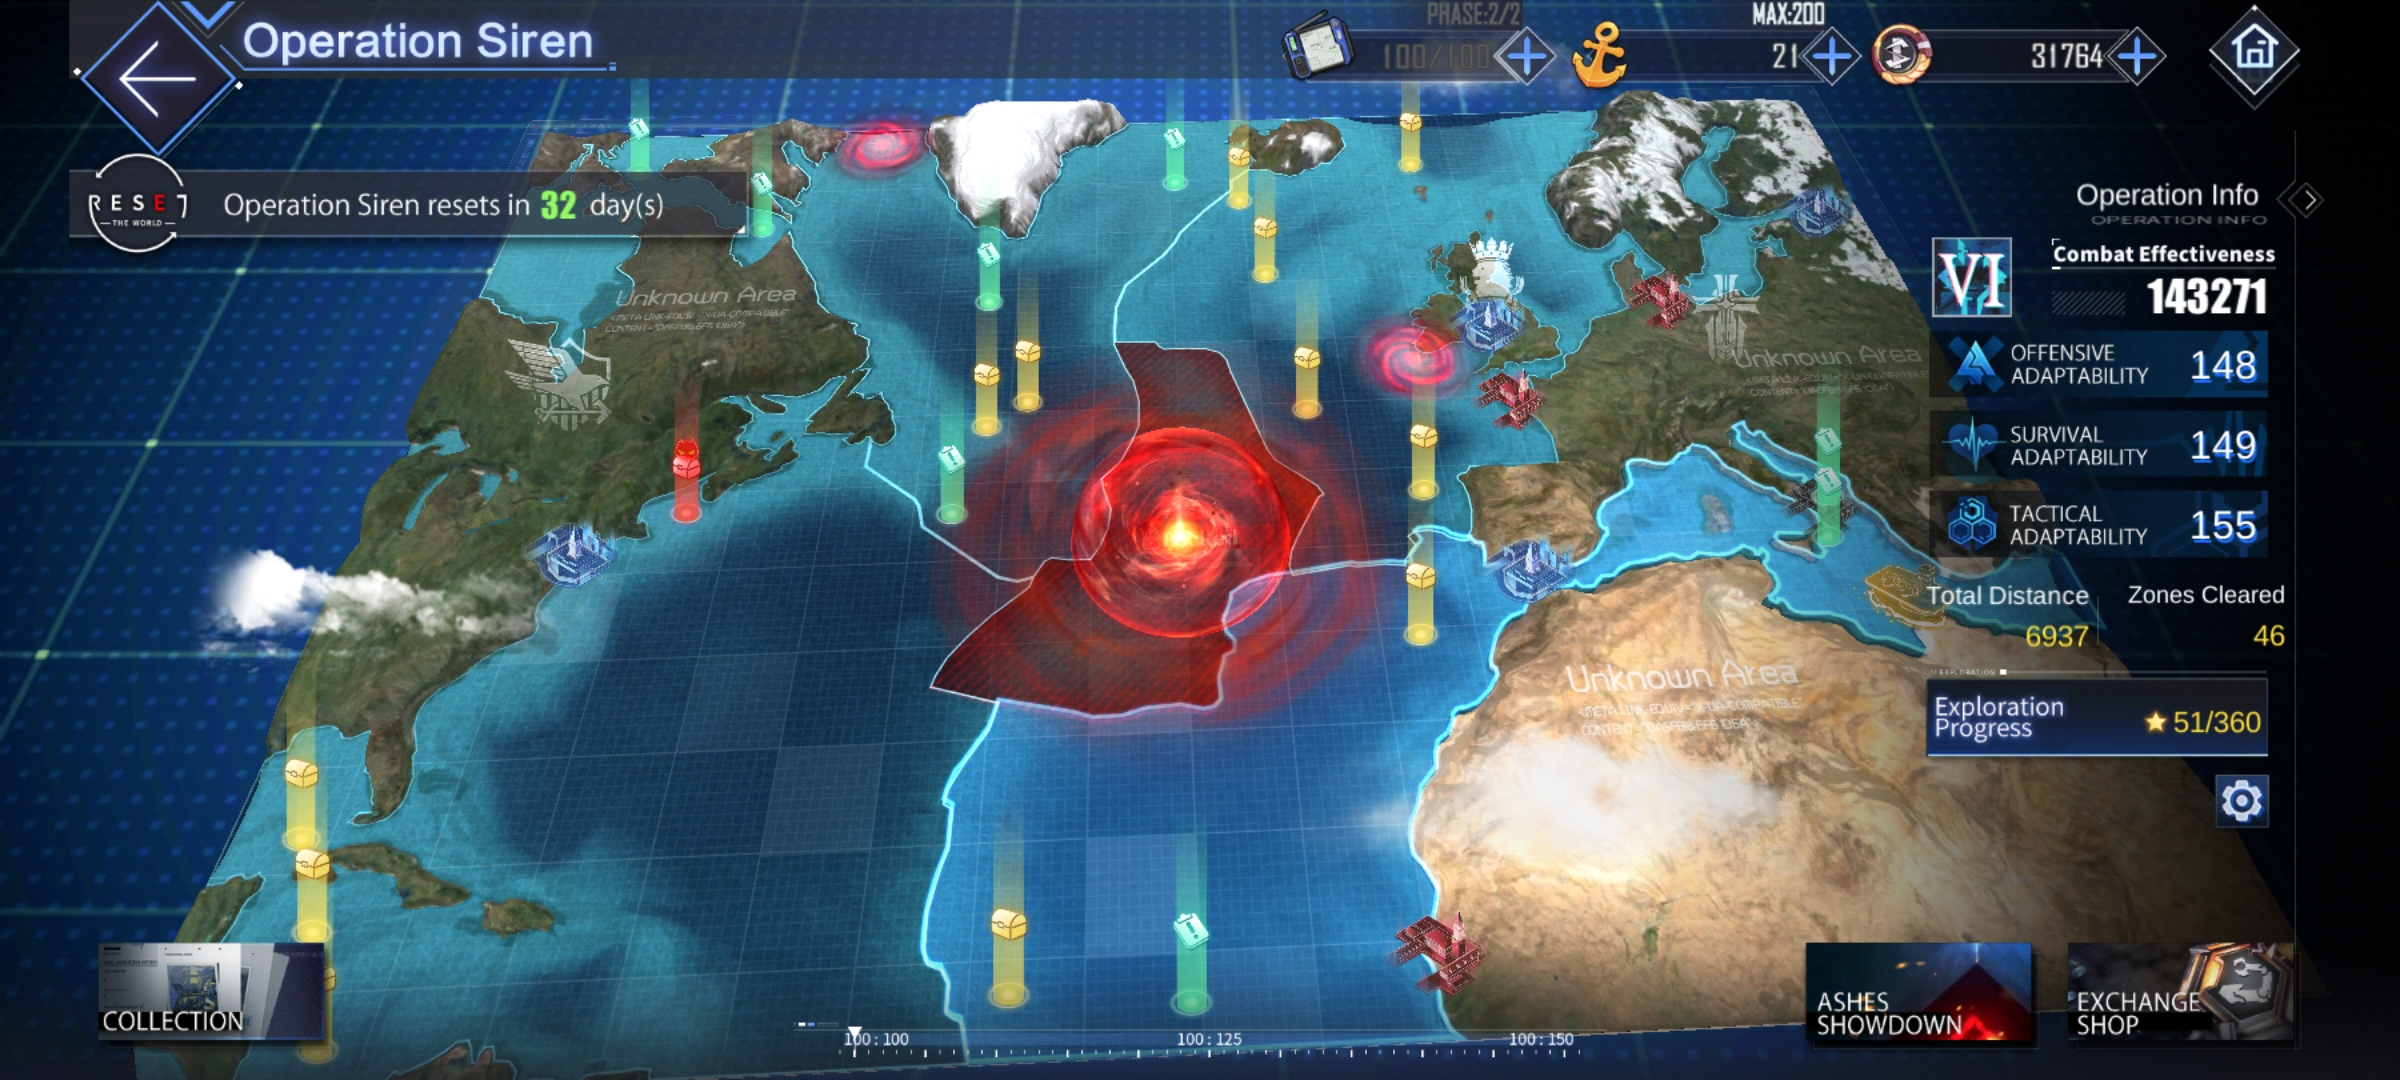 Operation Siren
PHASE:2/2
100/100
MAX:200
21
31764
RESET
THE WORLD
Operation Siren resets in 32 day(s)
Operation Info
OPERATION INFO
VI
Combat Effectiveness
143271
OFFENSIVE
ADAPTABILITY
148
SURVIVAL
ADAPTABILITY
149
TACTICAL
ADAPTABILITY
155
Total Distance
6937
Zones Cleared
46
EXPLORATION
Exploration
Progress
51/360
Unknown Area
Unknown Area
Unknown Area
COLLECTION
100:100
100:125
100:150
ASHES
SHOWDOWN
EXCHANGE
SHOP